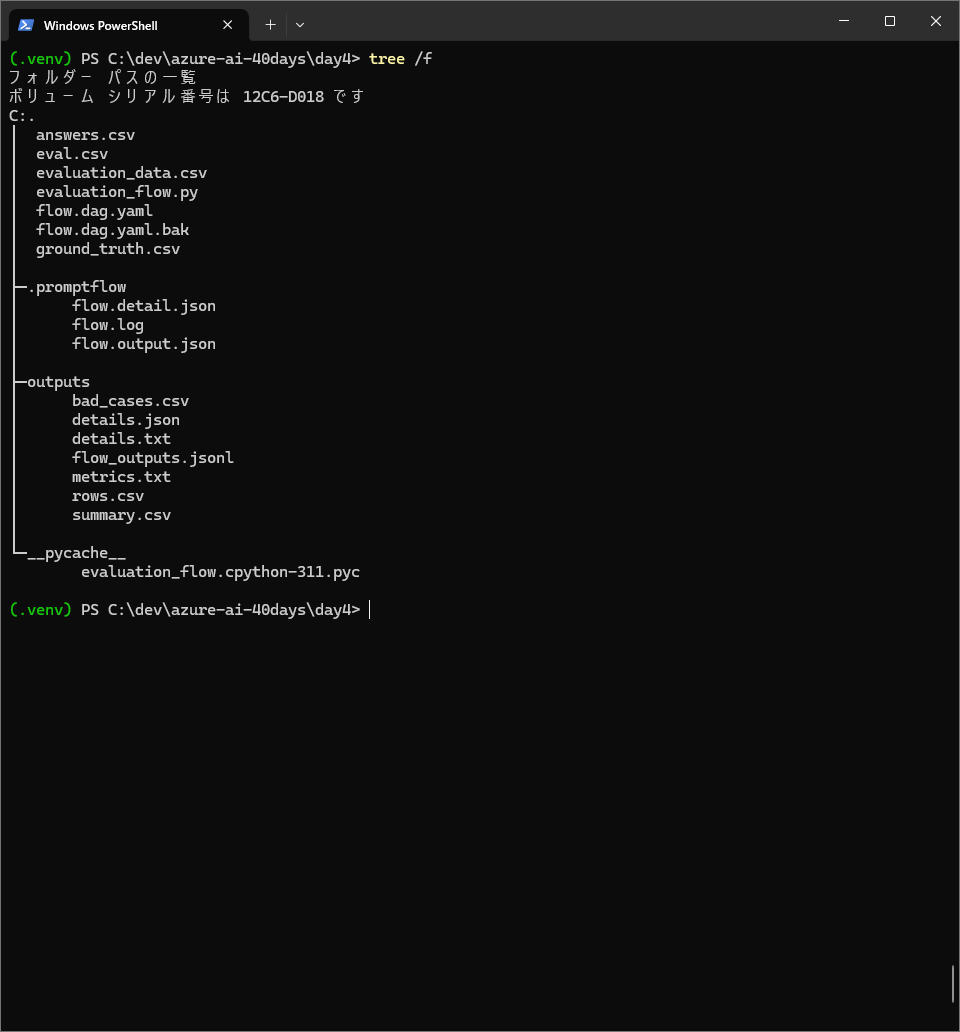 Windows PowerShell
(.venv) PS C:\dev\azure-ai-40days\day4> tree /f
フォルダー パスの一覧
ボリューム シリアル番号は 12C6-D018 です
C:.
│  answers.csv
│  eval.csv
│  evaluation_data.csv
│  evaluation_flow.py
│  flow.dag.yaml
│  flow.dag.yaml.bak
│  ground_truth.csv
│
├─.promptflow
│      flow.detail.json
│      flow.log
│      flow.output.json
│
├─outputs
│      bad_cases.csv
│      details.json
│      details.txt
│      flow_outputs.jsonl
│      metrics.txt
│      rows.csv
│      summary.csv
│
└─__pycache__
        evaluation_flow.cpython-311.pyc

(.venv) PS C:\dev\azure-ai-40days\day4>